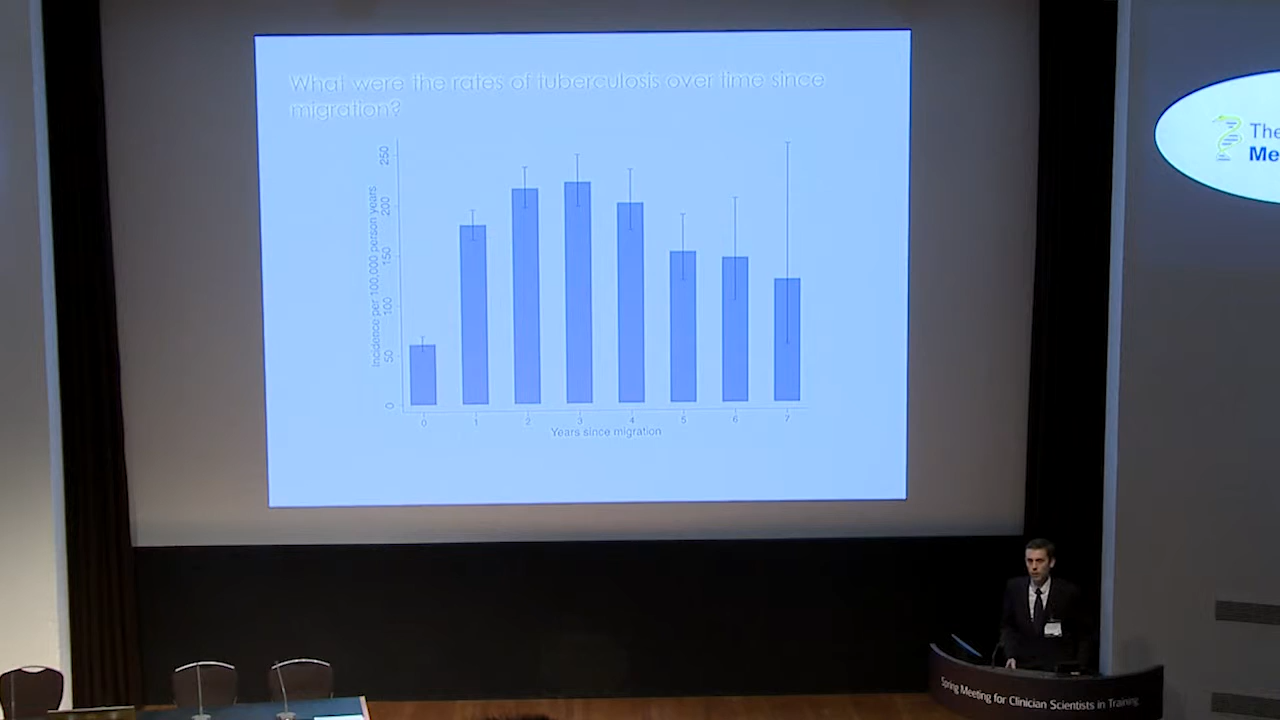 What were the rates of tuberculosis over time since
migration?
Incidence per 100,000 person years
250
200
150
100
50
0
0 1 2 3 4 5 6 7
Years since migration
The
Me
Spring Meeting for Clinician Scientists in Training